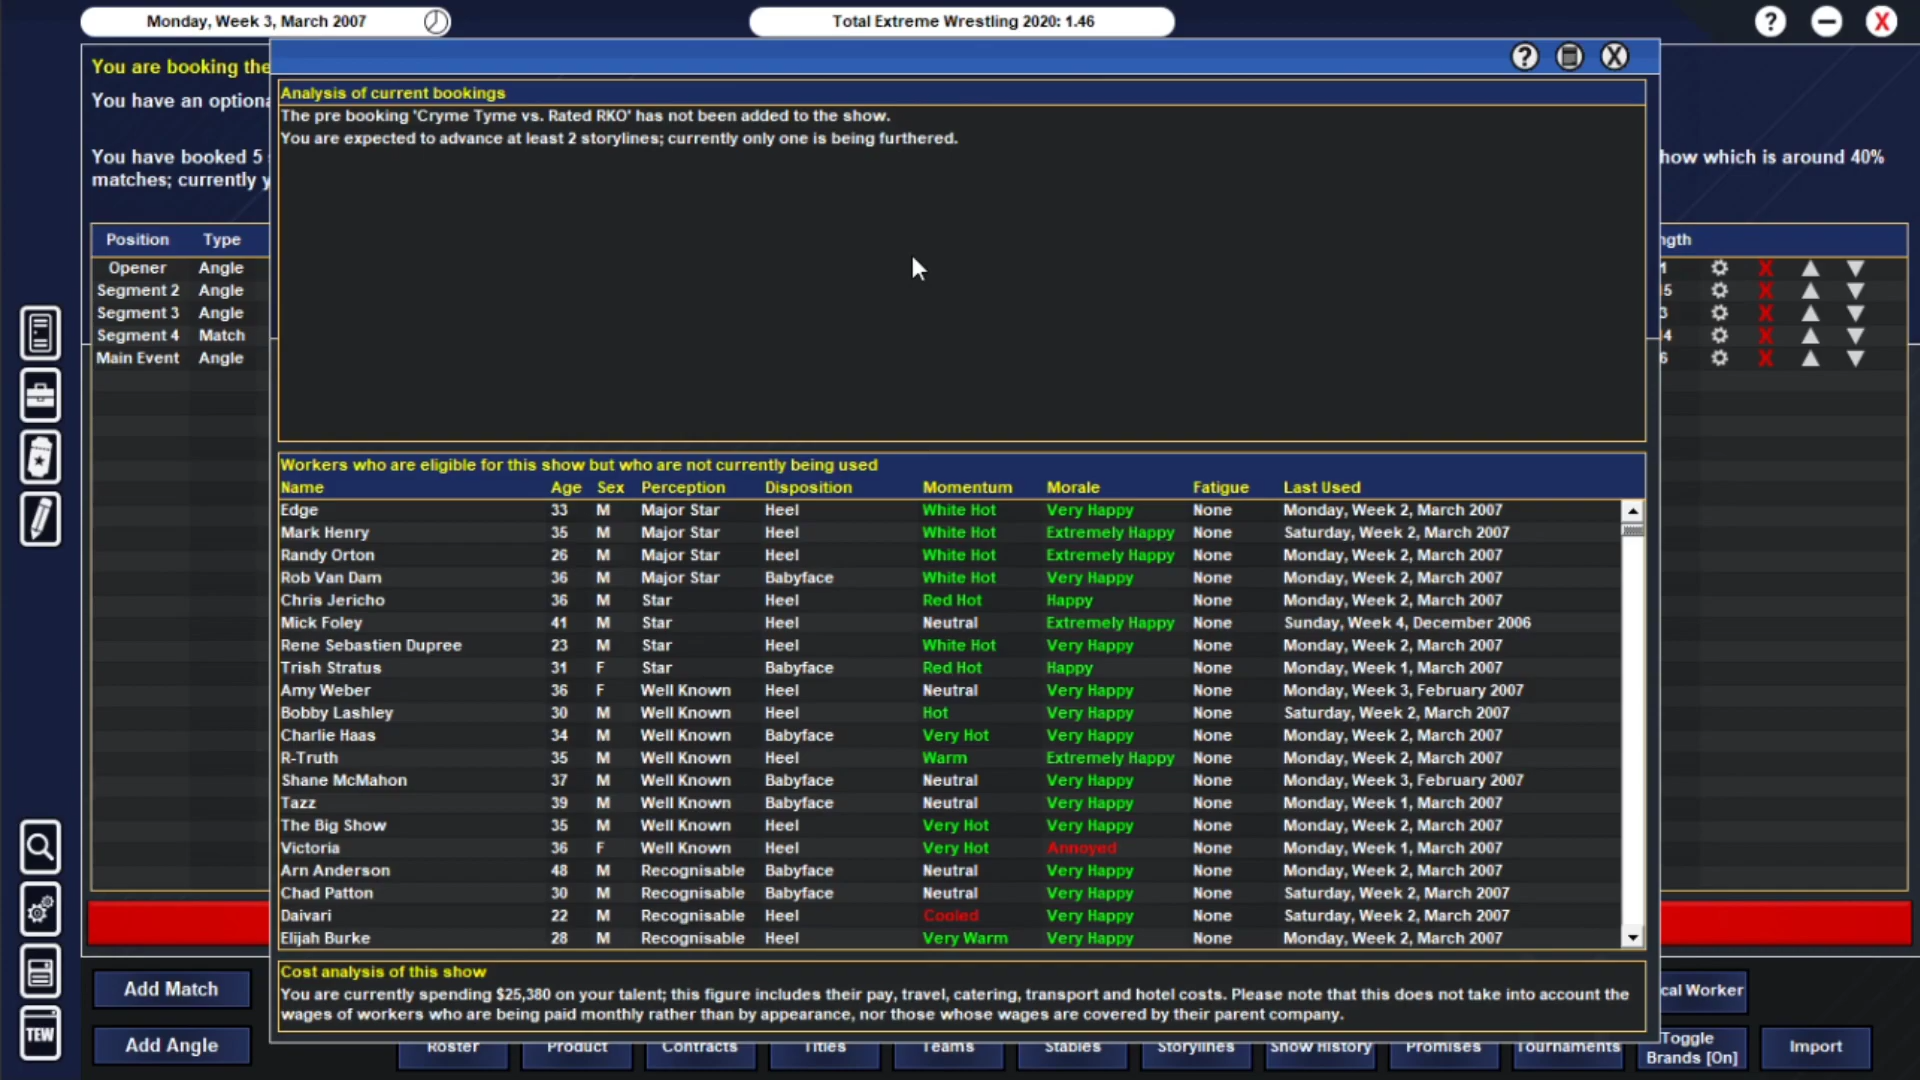 Monday, Week 3, March 2007
Total Extreme Wrestling 2020: 1.46
?
X
You are booking the
You have an optiona
You have booked 5
how which is around 40%
matches; currently y
?
X
Analysis of current bookings
The pre booking 'Cryme Tyme vs. Rated RKO' has not been added to the show.
You are expected to advance at least 2 storylines; currently only one is being furthered.
Position Type
ngth
Opener Angle 1 X
Segment 2 Angle 15 X
Segment 3 Angle 3 X
Segment 4 Match 14 X
Main Event Angle 6 X
Workers who are eligible for this show but who are not currently being used
Name Age Sex Perception Disposition Momentum Morale Fatigue Last Used
Edge 33 M Major Star Heel White Hot Very Happy None Monday, Week 2, March 2007
Mark Henry 35 M Major Star Heel White Hot Extremely Happy None Saturday, Week 2, March 2007
Randy Orton 26 M Major Star Heel White Hot Extremely Happy None Monday, Week 2, March 2007
Rob Van Dam 36 M Major Star Babyface White Hot Very Happy None Monday, Week 2, March 2007
Chris Jericho 36 M Star Heel Red Hot Happy None Monday, Week 2, March 2007
Mick Foley 41 M Star Heel Neutral Extremely Happy None Sunday, Week 4, December 2006
Rene Sebastien Dupree 23 M Star Heel White Hot Very Happy None Monday, Week 2, March 2007
Trish Stratus 31 F Star Babyface Red Hot Happy None Monday, Week 1, March 2007
Amy Weber 36 F Well Known Heel Neutral Very Happy None Monday, Week 3, February 2007
Bobby Lashley 30 M Well Known Heel Hot Very Happy None Saturday, Week 2, March 2007
Charlie Haas 34 M Well Known Babyface Very Hot Very Happy None Monday, Week 2, March 2007
R-Truth 35 M Well Known Heel Warm Extremely Happy None Monday, Week 2, March 2007
Shane McMahon 37 M Well Known Babyface Neutral Very Happy None Monday, Week 3, February 2007
Tazz 39 M Well Known Babyface Neutral Very Happy None Monday, Week 1, March 2007
The Big Show 35 M Well Known Heel Very Hot Very Happy None Monday, Week 2, March 2007
Victoria 36 F Well Known Heel Very Hot Annoyed None Monday, Week 1, March 2007
Arn Anderson 48 M Recognisable Babyface Neutral Very Happy None Monday, Week 2, March 2007
Chad Patton 30 M Recognisable Babyface Neutral Very Happy None Saturday, Week 2, March 2007
Daivari 22 M Recognisable Heel Cooled Very Happy None Saturday, Week 2, March 2007
Elijah Burke 28 M Recognisable Heel Very Warm Very Happy None Monday, Week 2, March 2007
Cost analysis of this show
You are currently spending $25,380 on your talent; this figure includes their pay, travel, catering, transport and hotel costs. Please note that this does not take into account the
wages of workers who are being paid monthly rather than by appearance, nor those whose wages are covered by their parent company.
Add Match
cal Worker
TEW
Add Angle
Roster
Product
Contracts
Titles
Teams
Stables
Storylines
Show History
Promises
Tournaments
Toggle
Brands [On]
Import